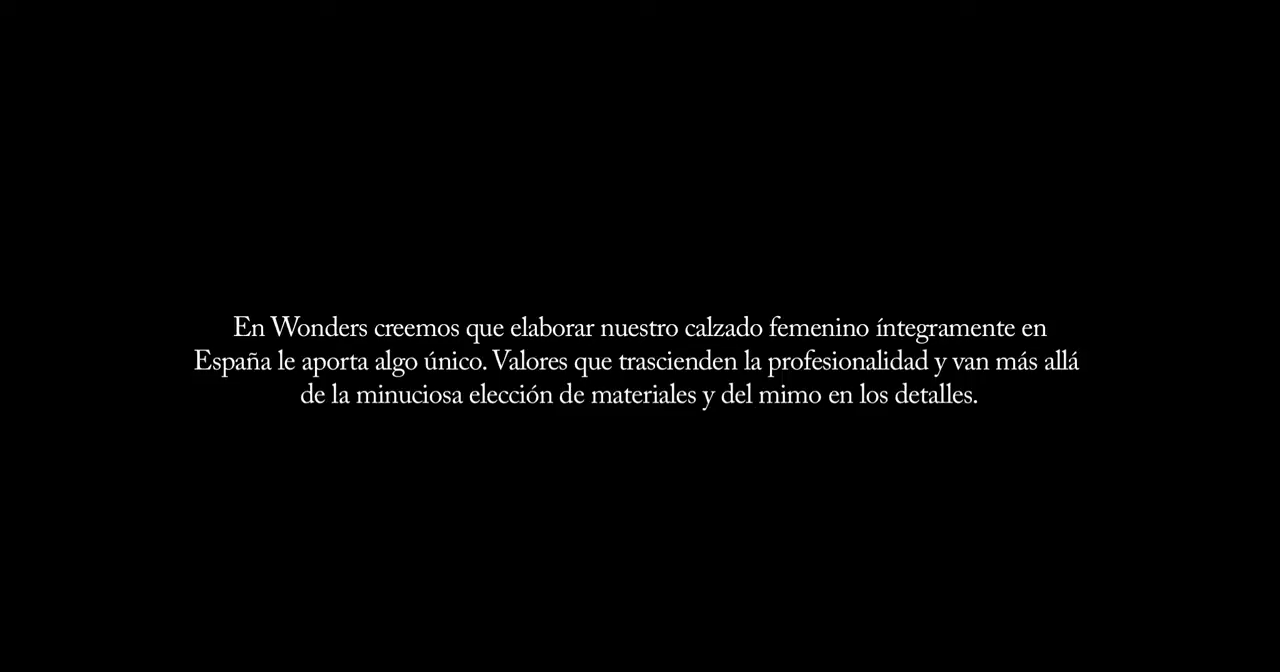 En Wonders creemos que elaborar nuestro calzado femenino íntegramente en
España le aporta algo único. Valores que trascienden la profesionalidad y van más allá
de la minuciosa elección de materiales y del mimo en los detalles.